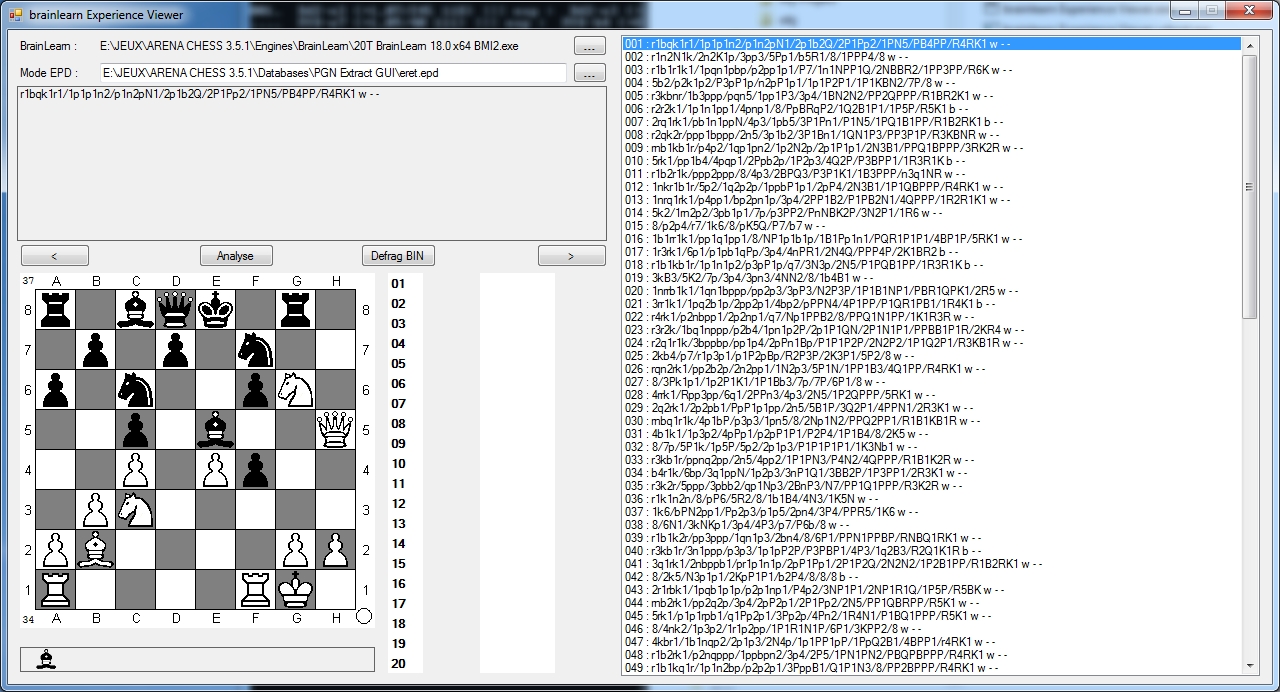 brainlearn Experience Viewer
BrainLearn : E:\JEUX\ARENA CHESS 3.5.1\Engines\BrainLearn\20T BrainLearn 18.0 x64 BMI2.exe ...
Mode EPD : E:\JEUX\ARENA CHESS 3.5.1\Databases\PGN Extract GUI\eret.epd ...
r1bqk1r1/1p1p1n2/p1n2pN1/2p1b2Q/2P1Pp2/1PN5/PB4PP/R4RK1 w - -
< Analyse Defrag BIN >
37 A B C D E F G H
8 8
7 7
6 6
5 5
4 4
3 3
2 2
1 1
34 A B C D E F G H
01
02
03
04
05
06
07
08
09
10
11
12
13
14
15
16
17
18
19
20
001 : r1bqk1r1/1p1p1n2/p1n2pN1/2p1b2Q/2P1Pp2/1PN5/PB4PP/R4RK1 w - -
002 : r1n2N1k/2n2K1p/3pp3/5Pp1/b5R1/8/1PPP4/8 w - -
003 : r1b1r1k1/1pqn1pbp/p2pp1p1/P7/1n1NPP1Q/2NBBR2/1PP3PP/R6K w - -
004 : 5b2/p2k1p2/P3pP1p/n2pP1p1/1p1P2P1/1P1KBN2/7P/8 w - -
005 : r3kbnr/1b3ppp/pqn5/1pp1P3/3p4/1BN2N2/PP2QPPP/R1BR2K1 w - -
006 : r2r2k1/1p1n1pp1/4pnp1/8/PpBRqP2/1Q2B1P1/1P5P/R5K1 b - -
007 : 2rq1rk1/pb1n1ppN/4p3/1pb5/3P1Pn1/P1N5/1PQ1B1PP/R1B2RK1 b - -
008 : r2qk2r/ppp1bppp/2n5/3p1b2/3P1Bn1/1QN1P3/PP3P1P/R3KBNR w - -
009 : rnb1kb1r/p4p2/1qp1pn2/1p2N2p/2p1P1p1/2N3B1/PPQ1BPPP/3RK2R w - -
010 : 5rk1/pp1b4/4pqp1/2Ppb2p/1P2p3/4Q2P/P3BPP1/1R3R1K b - -
011 : r1b2r1k/ppp2ppp/8/4p3/2BPQ3/P3P1K1/1B3PPP/n3q1NR w - -
012 : 1nkr1b1r/5p2/1q2p2p/1ppbP1p1/2pP4/2N3B1/1P1QBPPP/R4RK1 w - -
013 : 1nrq1rk1/p4pp1/bp2pn1p/3p4/2PP1B2/P1PB2N1/4QPPP/1R2R1K1 w - -
014 : 5k2/1rn2p2/3pb1p1/7p/p3PP2/PnNBK2P/3N2P1/1R6 w - -
015 : 8/p2p4/r7/1k6/8/pK5Q/P7/b7 w - -
016 : 1b1rr1k1/pp1q1pp1/8/NP1p1b1p/1B1Pp1n1/PQR1P1P1/4BP1P/5RK1 w - -
017 : 1r3rk1/6p1/p1pb1qPp/3p4/4nPR1/2N4Q/PPP4P/2K1BR2 b - -
018 : r1b1kb1r/1p1n1p2/p3pP1p/q7/3N3p/2N5/P1PQB1PP/1R3R1K b - -
019 : 3kB3/5K2/7p/3p4/3pn3/4NN2/8/1b4B1 w - -
020 : 1nrrb1k1/1qn1bppp/pp2p3/3pP3/N2P3P/1P1B1NP1/PBR1QPK1/2R5 w - -
021 : 3rr1k1/1pq2b1p/2pp2p1/4bp2/pPPN4/4P1PP/P1QR1PB1/1R4K1 b - -
022 : r4rk1/p2nbpp1/2p2np1/q7/Np1PPB2/8/PPQ1N1PP/1K1R3R w - -
023 : r3r2k/1bq1nppp/p2b4/1pn1p2P/2p1P1QN/2P1N1P1/PPBB1P1R/2KR4 w - -
024 : r2q1r1k/3bppbp/pp1p4/2pPn1Bp/P1P1P2P/2N2P2/1P1Q2P1/R3KB1R w - -
025 : 2kb4/p7/r1p3p1/p1P2pBp/R2P3P/2K3P1/5P2/8 w - -
026 : rqn2rk1/pp2b2p/2n2pp1/1N2p3/5P1N/1PP1B3/4Q1PP/R4RK1 w - -
027 : 8/3Pk1p1/1p2P1K1/1P1Bb3/7p/7P/6P1/8 w - -
028 : 4rrk1/Rpp3pp/6q1/2PPn3/4p3/2N5/1P2QPPP/5RK1 w - -
029 : 2q2rk1/2p2pb1/PpP1p1pp/2n5/5B1P/3Q2P1/4PPN1/2R3K1 w - -
030 : rnbq1r1k/4p1bP/p3p3/1pn5/8/2Np1N2/PPQ2PP1/R1B1KB1R w - -
031 : 4b1k1/1p3p2/4pPp1/p2pP1P1/P2P4/1P1B4/8/2K5 w - -
032 : 8/7p/5P1k/1p5P/5p2/2p1p3/P1P1P1P1/1K3Nb1 w - -
033 : r3kb1r/ppnq2pp/2n5/4pp2/1P1PN3/P4N2/4QPPP/R1B1K2R w - -
034 : b4r1k/6bp/3q1ppN/1p2p3/3nP1Q1/3BB2P/1P3PP1/2R3K1 w - -
035 : r3k2r/5ppp/3pbb2/qp1Np3/2BnP3/N7/PP1Q1PPP/R3K2R w - -
036 : r1k1n2n/8/pP6/5R2/8/1b1B4/4N3/1K5N w - -
037 : 1k6/bPN2pp1/Pp2p3/p1p5/2pn4/3P4/PPR5/1K6 w - -
038 : 8/6N1/3kNKp1/3p4/4P3/p7/P6b/8 w - -
039 : r1b1k2r/pp3ppp/1qn1p3/2bn4/8/6P1/PPN1PPBP/RNBQ1RK1 w - -
040 : r3kb1r/3n1ppp/p3p3/1p1pP2P/P3PBP1/4P3/1q2B3/R2Q1K1R b - -
041 : 3q1rk1/2nbppb1/pr1p1n1p/2pP1Pp1/2P1P2Q/2N2N2/1P2B1PP/R1B2RK1 w - -
042 : 8/2k5/N3p1p1/2KpP1P1/b2P4/8/8/8 b - -
043 : 2r1rbk1/1pqb1p1p/p2p1np1/P4p2/3NP1P1/2NP1R1Q/1P5P/R5BK w - -
044 : rnb2rk1/pp2q2p/3p4/2pP2p1/2P1Pp2/2N5/PP1QBRPP/R5K1 w - -
045 : 5rk1/p1p1rpb1/q1Pp2p1/3Pp2p/4Pn2/1R4N1/P1BQ1PPP/R5K1 w - -
046 : 8/4nk2/1p3p2/1r1p2pp/1P1R1N1P/6P1/3KPP2/8 w - -
047 : 4kbr1/1b1nqp2/2p1p3/2N4p/1p1PP1pP/1PpQ2B1/4BPP1/r4RK1 w - -
048 : r1b2rk1/p2nqppp/1ppbpn2/3p4/2P5/1PN1PN2/PBQPBPPP/R4RK1 w - -
049 : r1b1kq1r/1p1n2bp/p2p2p1/3PppB1/Q1P1N3/8/PP2BPPP/R4RK1 w - -